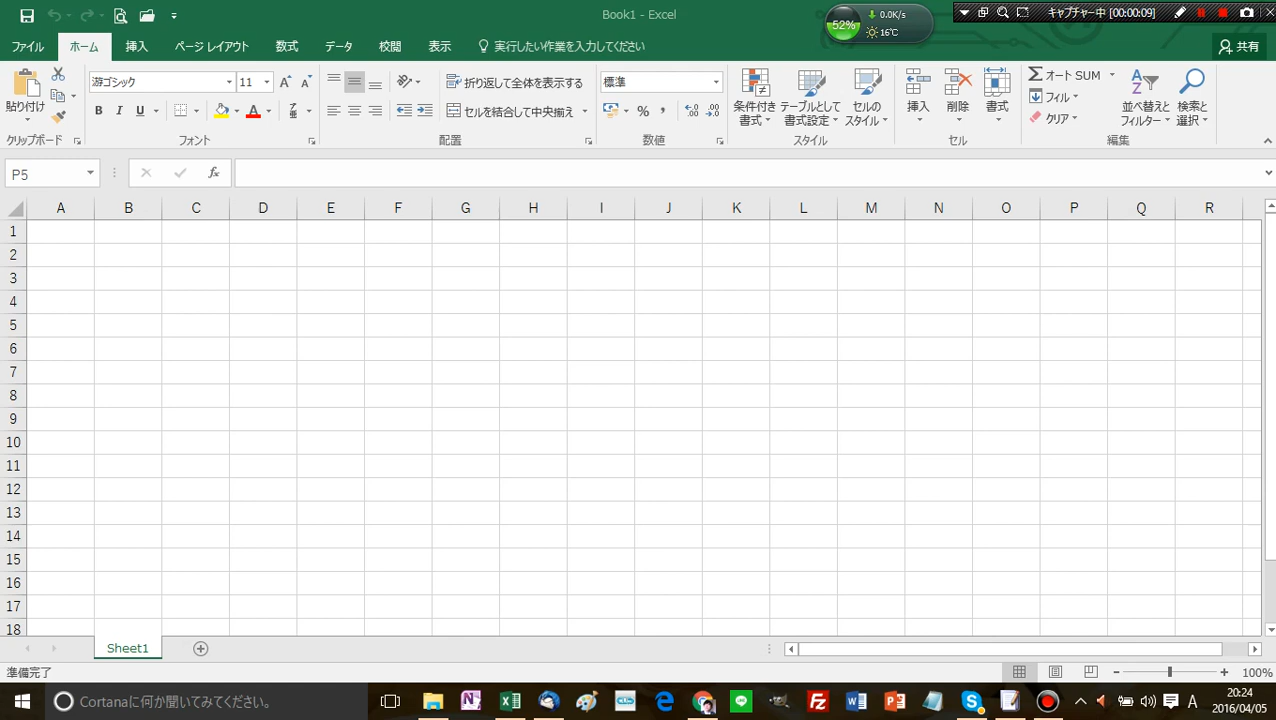 Book1 - Excel
52%
0.0K/s
16℃
キャプチャー中 [00:00:09]
ファイル ホーム 挿入 ページ レイアウト 数式 データ 校閲 表示 実行したい作業を入力してください 共有
貼り付け
游ゴシック 11
B I U A
折り返して全体を表示する
セルを結合して中央揃え
標準
% ,
条件付き書式 テーブルとして書式設定 セルのスタイル
挿入 削除 書式
Σ オート SUM
フィル
クリア
並べ替えとフィルター 検索と選択
クリップボード フォント 配置 数値 スタイル セル 編集
P5 fx
A B C D E F G H I J K L M N O P Q R
1
2
3
4
5
6
7
8
9
10
11
12
13
14
15
16
17
18
Sheet1
準備完了 100%
Cortanaに何か聞いてみてください。
A
20:24
2016/04/05